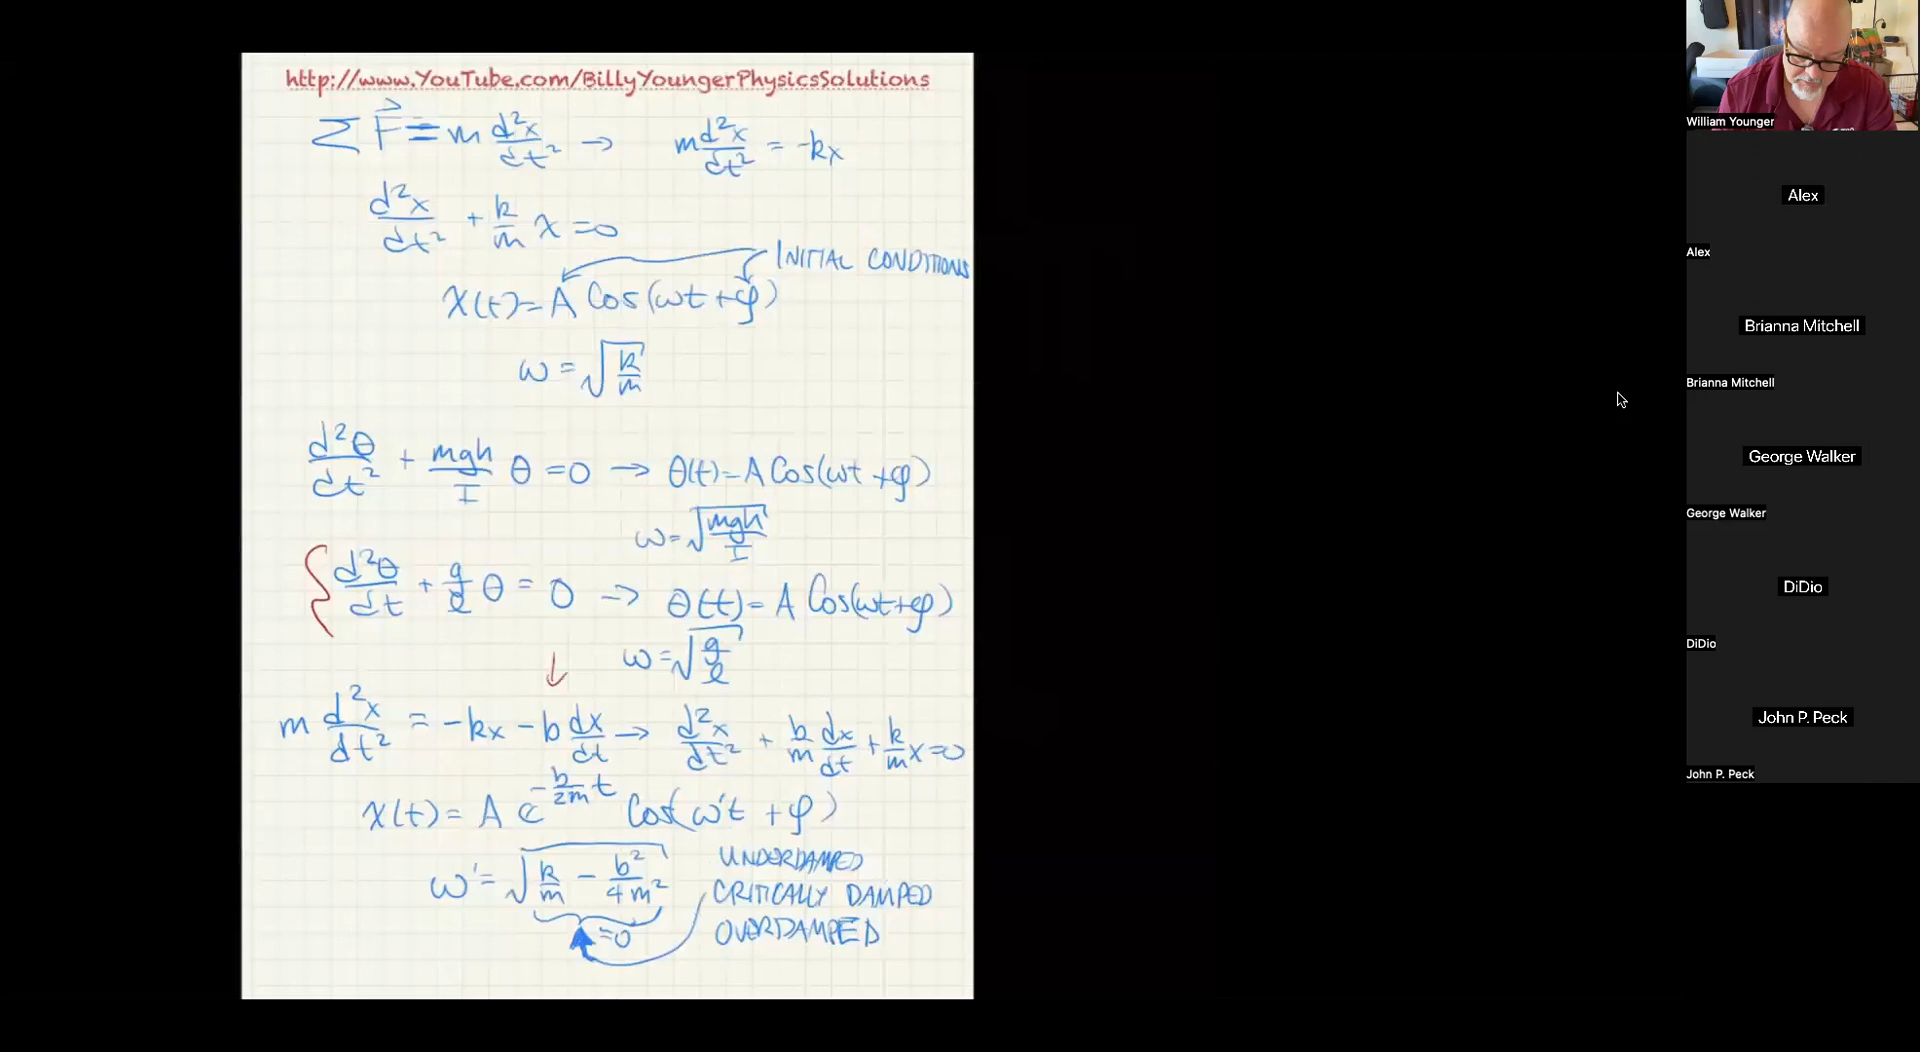 http://www.YouTube.com/BillyYoungerPhysicsSolutions
∑ F⃗ = m d²x/dt² → m d²x/dt² = -kx
d²x/dt² + k/m x = 0
INITIAL CONDITIONS
x(t) = A Cos(ωt + φ)
ω = √(k/m)
d²θ/dt² + mgh/I θ = 0 → θ(t) = A Cos(ωt + φ)
ω = √(mgh/I)
{ d²θ/dt + g/ℓ θ = 0 → θ(t) = A Cos(ωt + φ)
ω = √(g/ℓ)
↓
m d²x/dt² = -kx - b dx/dt → d²x/dt² + b/m dx/dt + k/m x = 0
x(t) = A e^(-b/2m t) Cos(ω't + φ)
ω' = √(k/m - b²/4m²)
= 0
UNDERDAMPED
CRITICALLY DAMPED
OVERDAMPED
William Younger
Alex
Alex
Brianna Mitchell
Brianna Mitchell
George Walker
George Walker
DiDio
DiDio
John P. Peck
John P. Peck